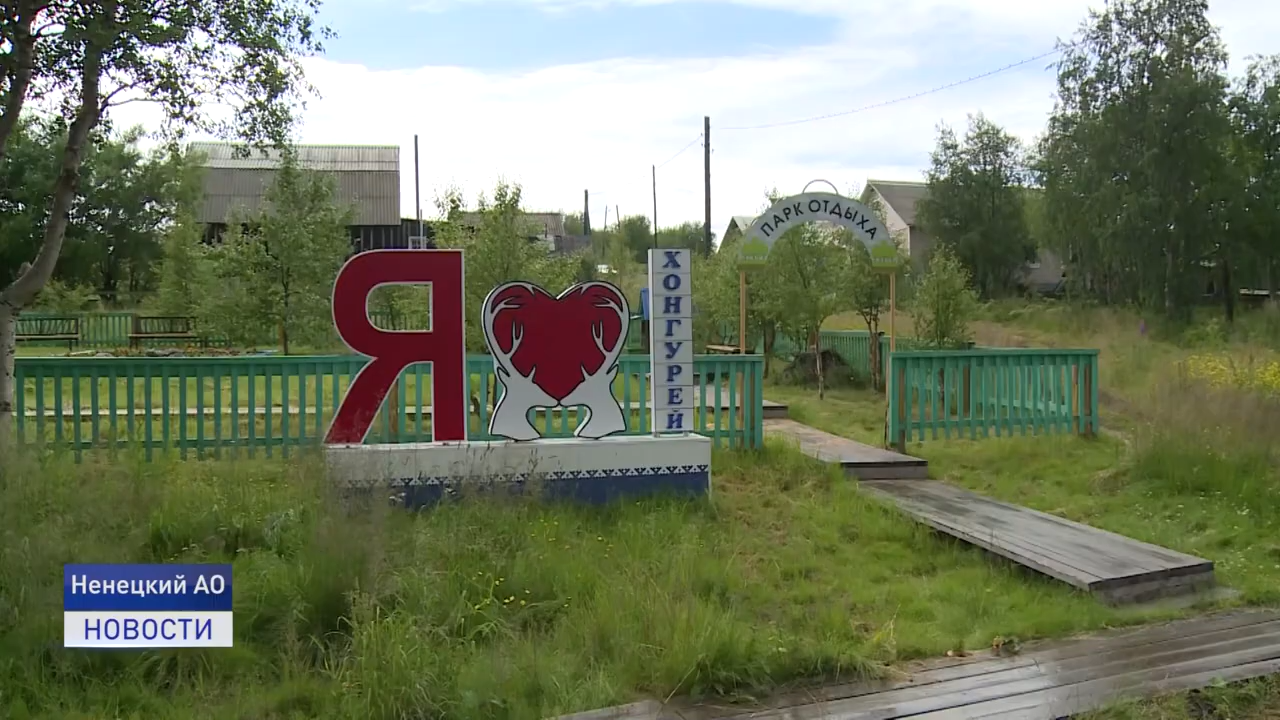 ПАРК ОТДЫХА
Я
ХОНГУРЕЙ
Ненецкий АО
НОВОСТИ